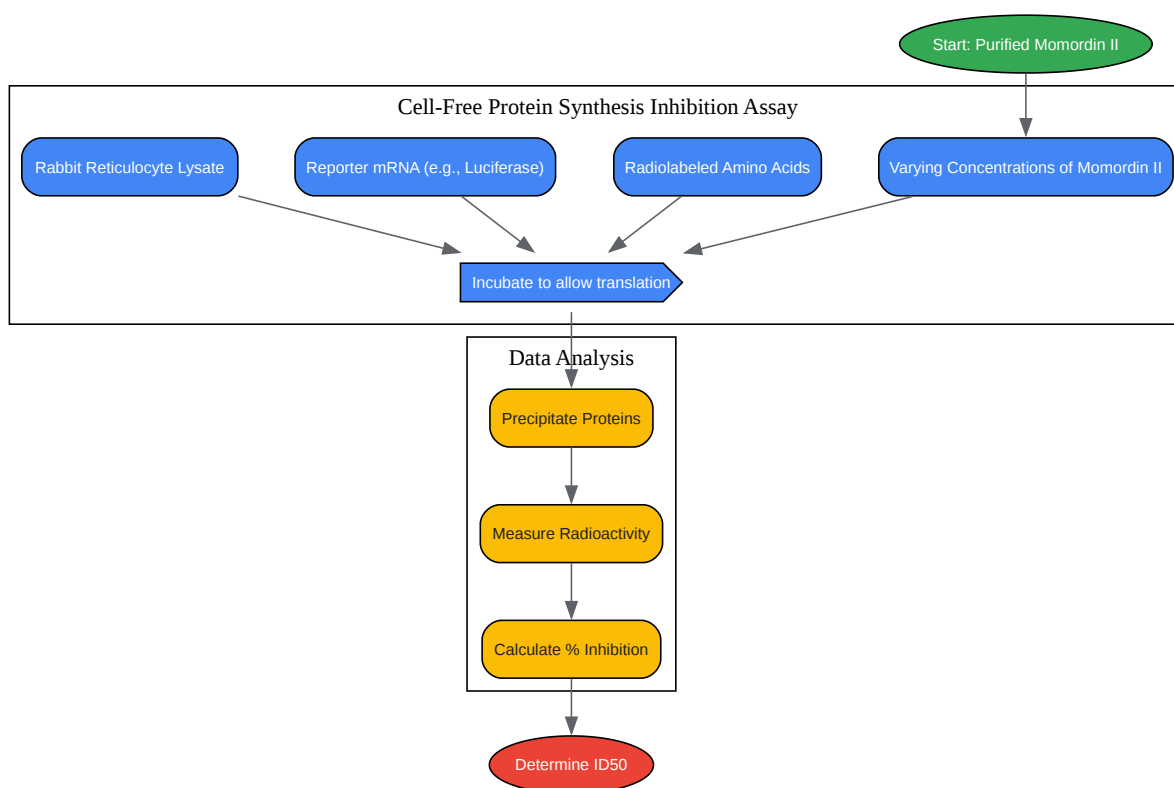 Start: Purified Momordin II
Cell-Free Protein Synthesis Inhibition Assay
Rabbit Reticulocyte Lysate
Reporter mRNA (e.g., Luciferase)
Radiolabeled Amino Acids
Varying Concentrations of Momordin II
Incubate to allow translation
Data Analysis
Precipitate Proteins
Measure Radioactivity
Calculate % Inhibition
Determine ID50